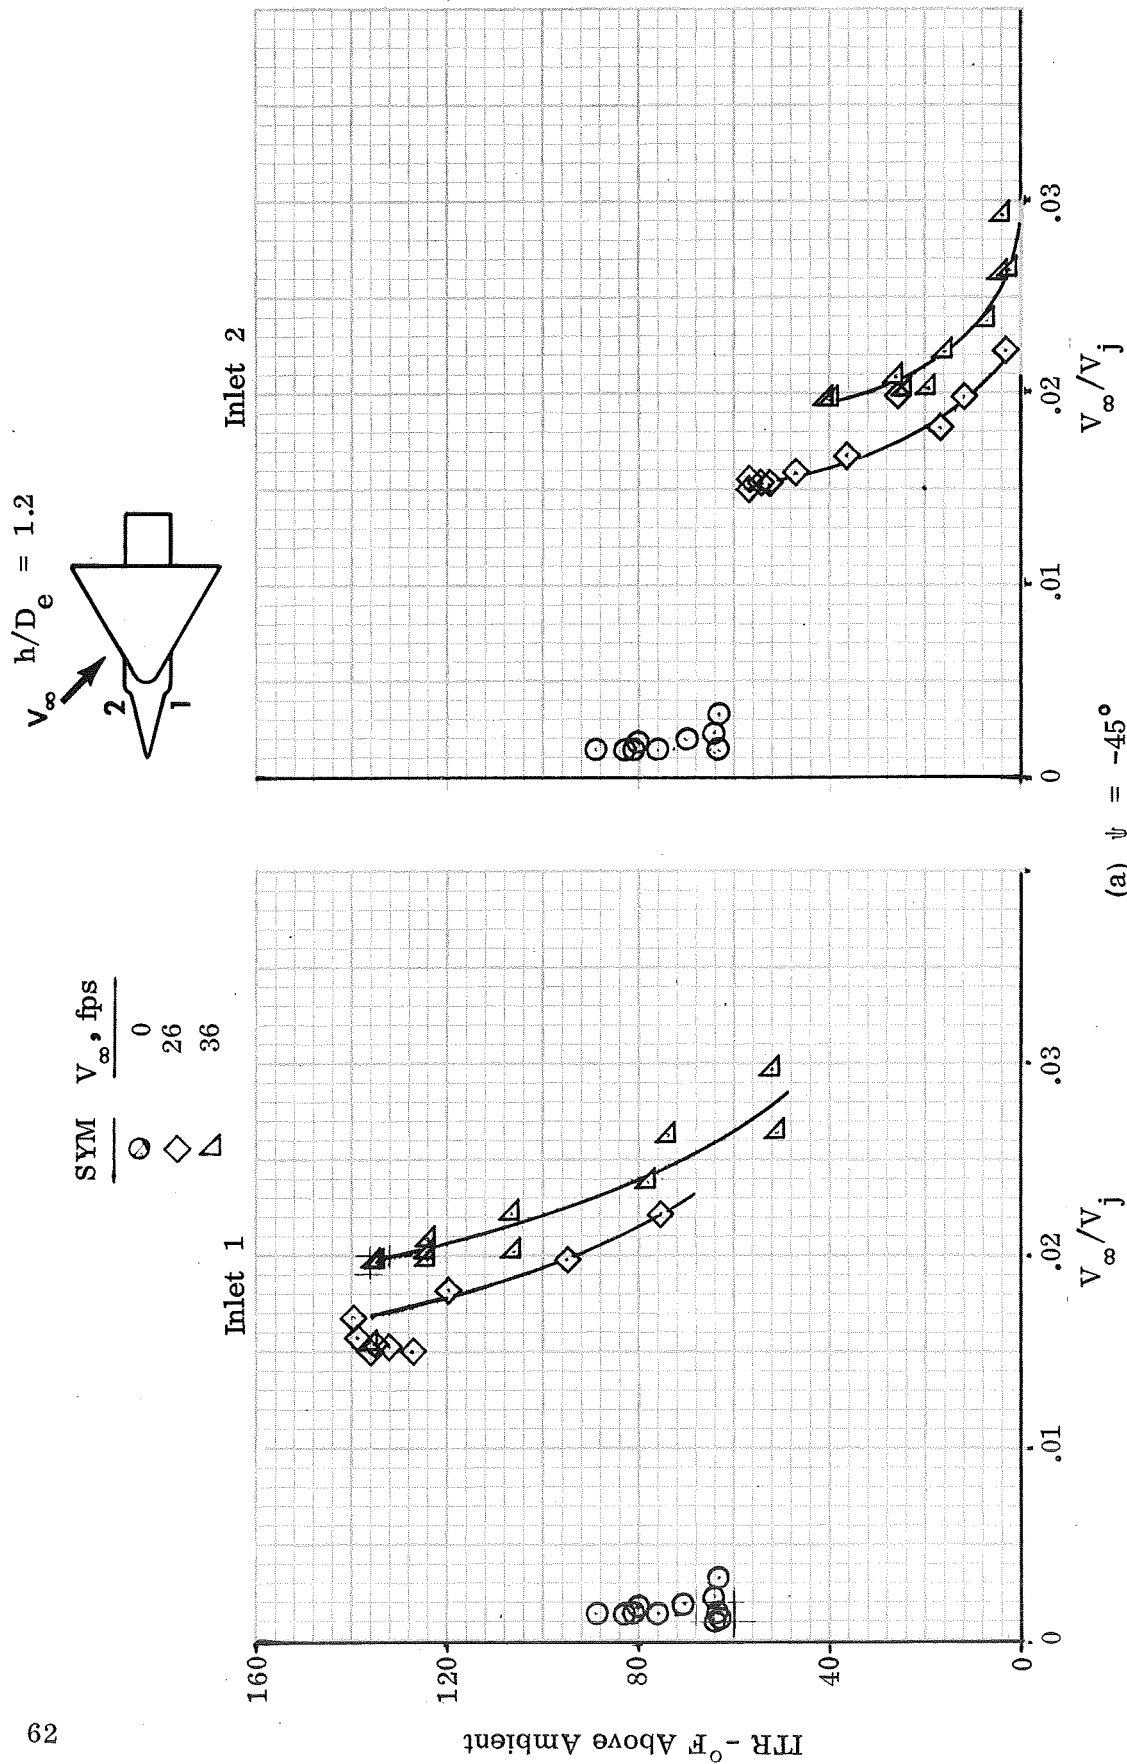 62
h/De = 1.2
V∞
2
1
SYM V∞, fps
0
26
36
Inlet 1
Inlet 2
ITR - °F Above Ambient
160
120
80
40
0
0 .01 .02 .03
V∞/Vj
0 .01 .02 .03
V∞/Vj
(a) ψ = -45°